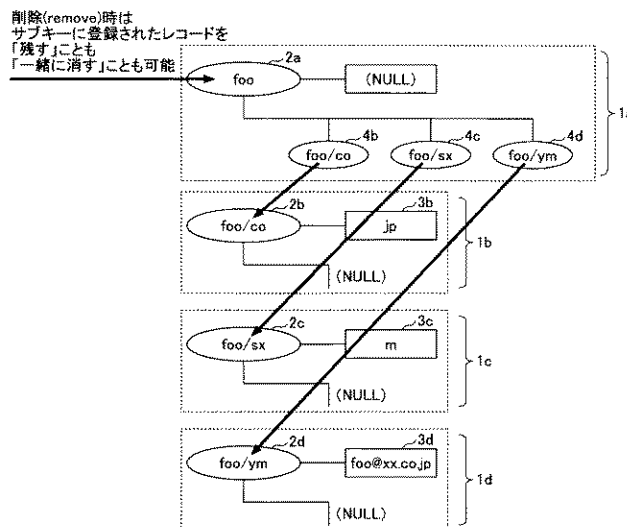 削除(remove)時は
サブキーに登録されたレコードを
「残す」ことも
「一緒に消す」ことも可能
2a
foo
(NULL)
4b
4c
4d
foo/co
foo/sx
foo/ym
2b
3b
foo/co
jp
1b
(NULL)
2c
3c
foo/sx
m
1c
(NULL)
2d
3d
foo/ym
foo@xx.co.jp
1d
(NULL)